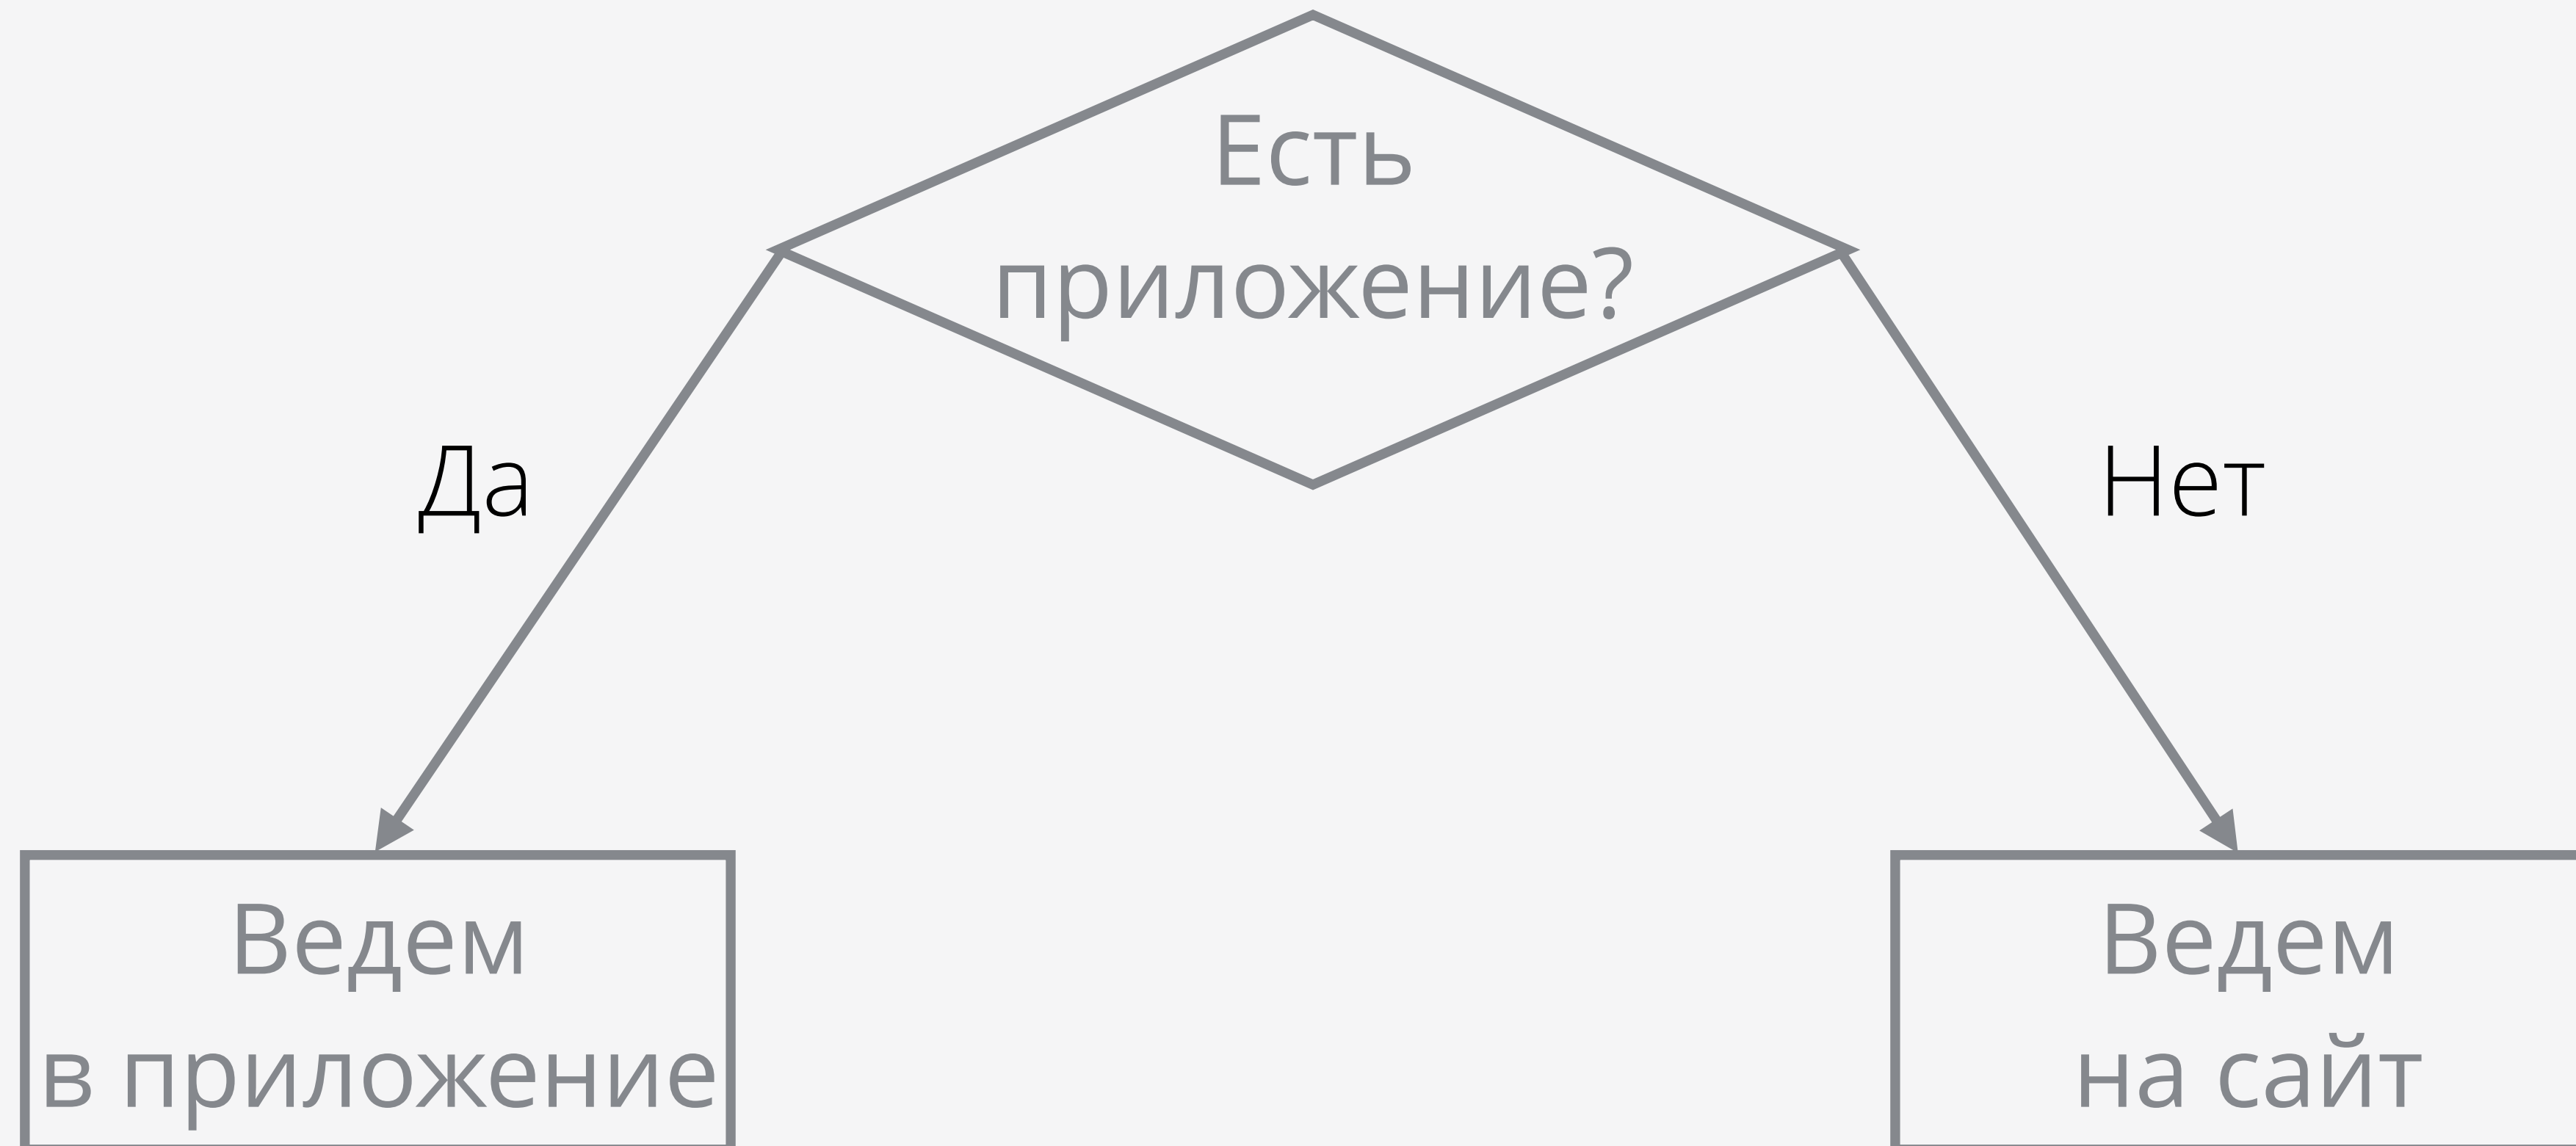 Есть
приложение?
Да
Нет
Ведем
в приложение
Ведем
на сайт